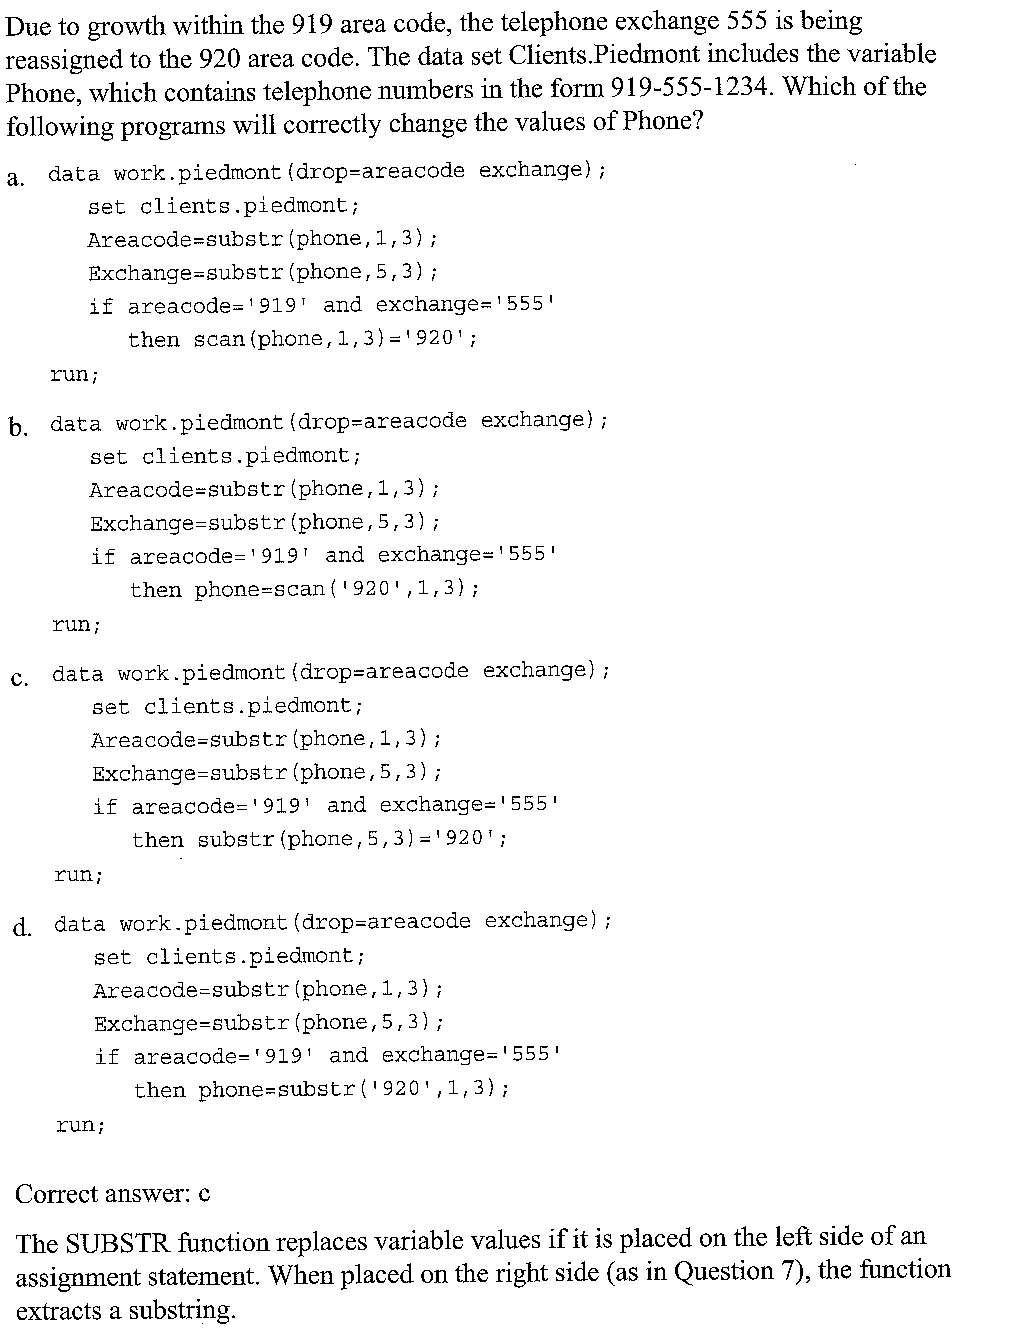 Due to growth within the 919 area code, the telephone exchange 555 is being
reassigned to the 920 area code. The data set Clients.Piedmont includes the variable
Phone, which contains telephone numbers in the form 919-555-1234. Which of the
following programs will correctly change the values of Phone?
a. data work.piedmont(drop=areacode exchange);
set clients.piedmont;
Areacode=substr(phone,1,3);
Exchange=substr(phone,5,3);
if areacode='919' and exchange='555'
then scan(phone,1,3)='920';
run;
b. data work.piedmont(drop=areacode exchange);
set clients.piedmont;
Areacode=substr(phone,1,3);
Exchange=substr(phone,5,3);
if areacode='919' and exchange='555'
then phone=scan('920',1,3);
run;
c. data work.piedmont(drop=areacode exchange);
set clients.piedmont;
Areacode=substr(phone,1,3);
Exchange=substr(phone,5,3);
if areacode='919' and exchange='555'
then substr(phone,5,3)='920';
run;
d. data work.piedmont(drop=areacode exchange);
set clients.piedmont;
Areacode=substr(phone,1,3);
Exchange=substr(phone,5,3);
if areacode='919' and exchange='555'
then phone=substr('920',1,3);
run;
Correct answer: c
The SUBSTR function replaces variable values if it is placed on the left side of an
assignment statement. When placed on the right side (as in Question 7), the function
extracts a substring.